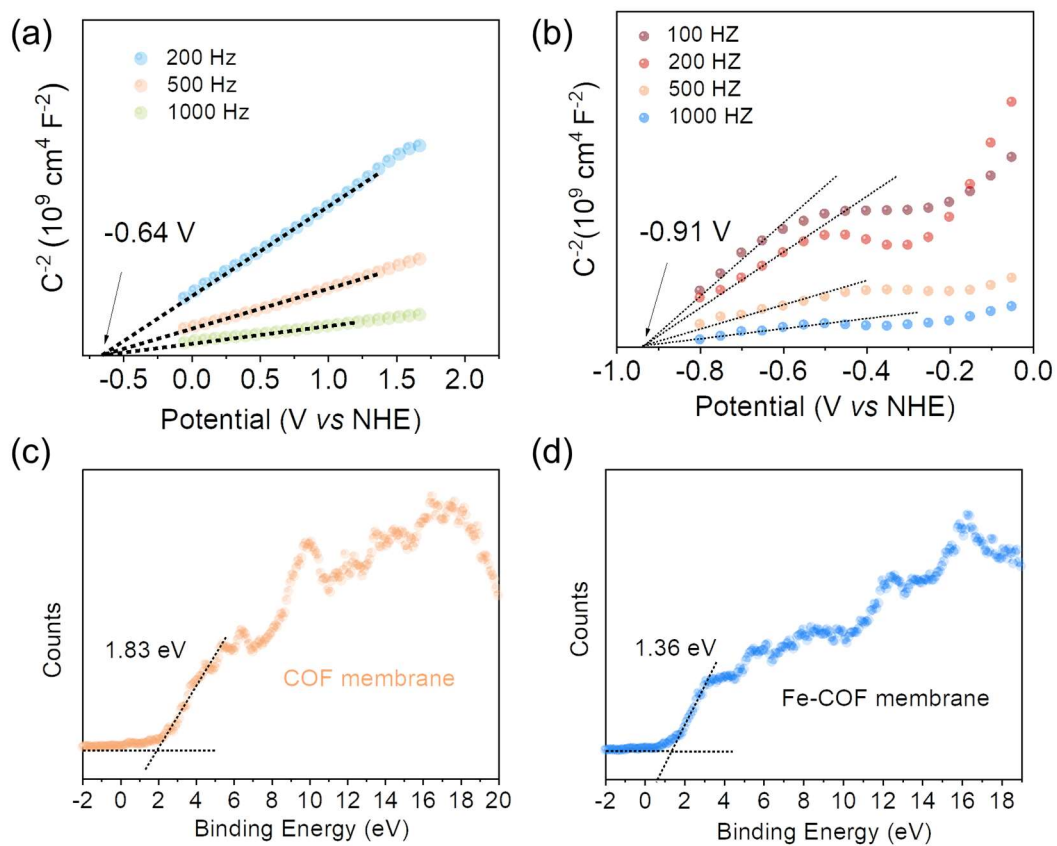 (a)
200 Hz
500 Hz
1000 Hz
-0.64 V
C⁻² (10⁹ cm⁴ F⁻²)
-0.5 0.0 0.5 1.0 1.5 2.0
Potential (V vs NHE)
(b)
100 HZ
200 HZ
500 HZ
1000 HZ
-0.91 V
C⁻²(10⁹ cm⁴ F⁻²)
-1.0 -0.8 -0.6 -0.4 -0.2 0.0
Potential (V vs NHE)
(c)
1.83 eV
COF membrane
Counts
-2 0 2 4 6 8 10 12 14 16 18 20
Binding Energy (eV)
(d)
1.36 eV
Fe-COF membrane
Counts
-2 0 2 4 6 8 10 12 14 16 18
Binding Energy (eV)